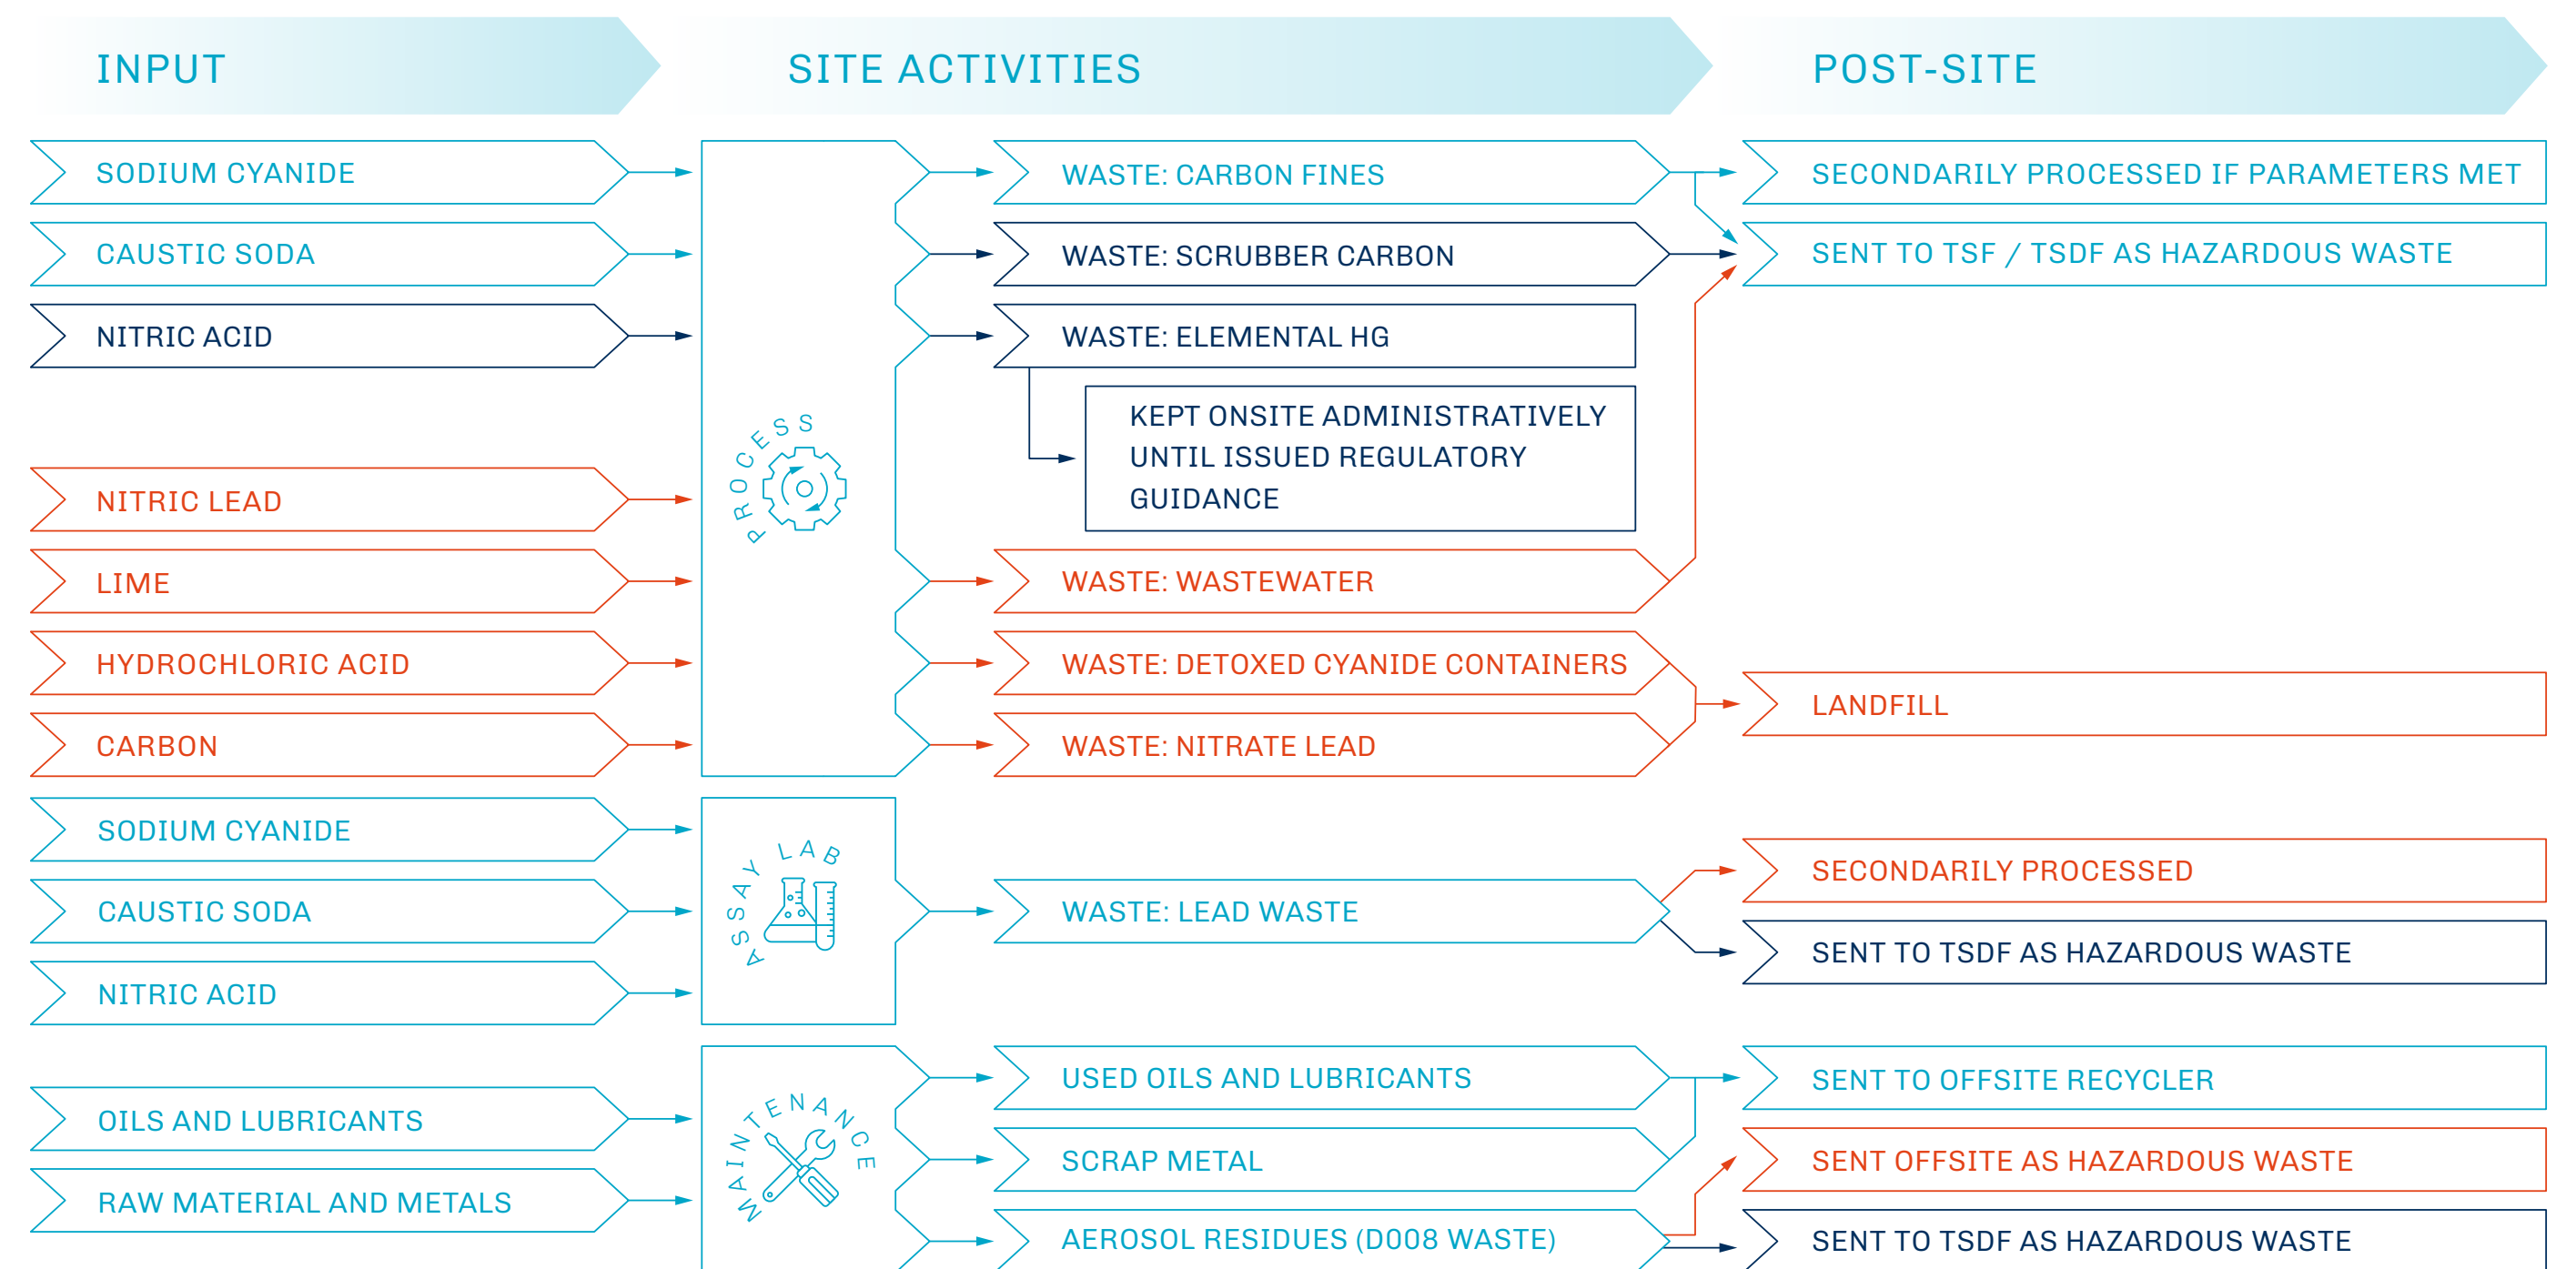 INPUT
SITE ACTIVITIES
POST-SITE
SODIUM CYANIDE
CAUSTIC SODA
NITRIC ACID
NITRIC LEAD
LIME
HYDROCHLORIC ACID
CARBON
PROCESS
WASTE: CARBON FINES
WASTE: SCRUBBER CARBON
WASTE: ELEMENTAL HG
KEPT ONSITE ADMINISTRATIVELY
UNTIL ISSUED REGULATORY
GUIDANCE
WASTE: WASTEWATER
WASTE: DETOXED CYANIDE CONTAINERS
WASTE: NITRATE LEAD
SECONDARILY PROCESSED IF PARAMETERS MET
SENT TO TSF / TSDF AS HAZARDOUS WASTE
LANDFILL
SODIUM CYANIDE
CAUSTIC SODA
NITRIC ACID
ASSAY LAB
WASTE: LEAD WASTE
SECONDARILY PROCESSED
SENT TO TSDF AS HAZARDOUS WASTE
OILS AND LUBRICANTS
RAW MATERIAL AND METALS
MAINTENANCE
USED OILS AND LUBRICANTS
SCRAP METAL
AEROSOL RESIDUES (D008 WASTE)
SENT TO OFFSITE RECYCLER
SENT OFFSITE AS HAZARDOUS WASTE
SENT TO TSDF AS HAZARDOUS WASTE